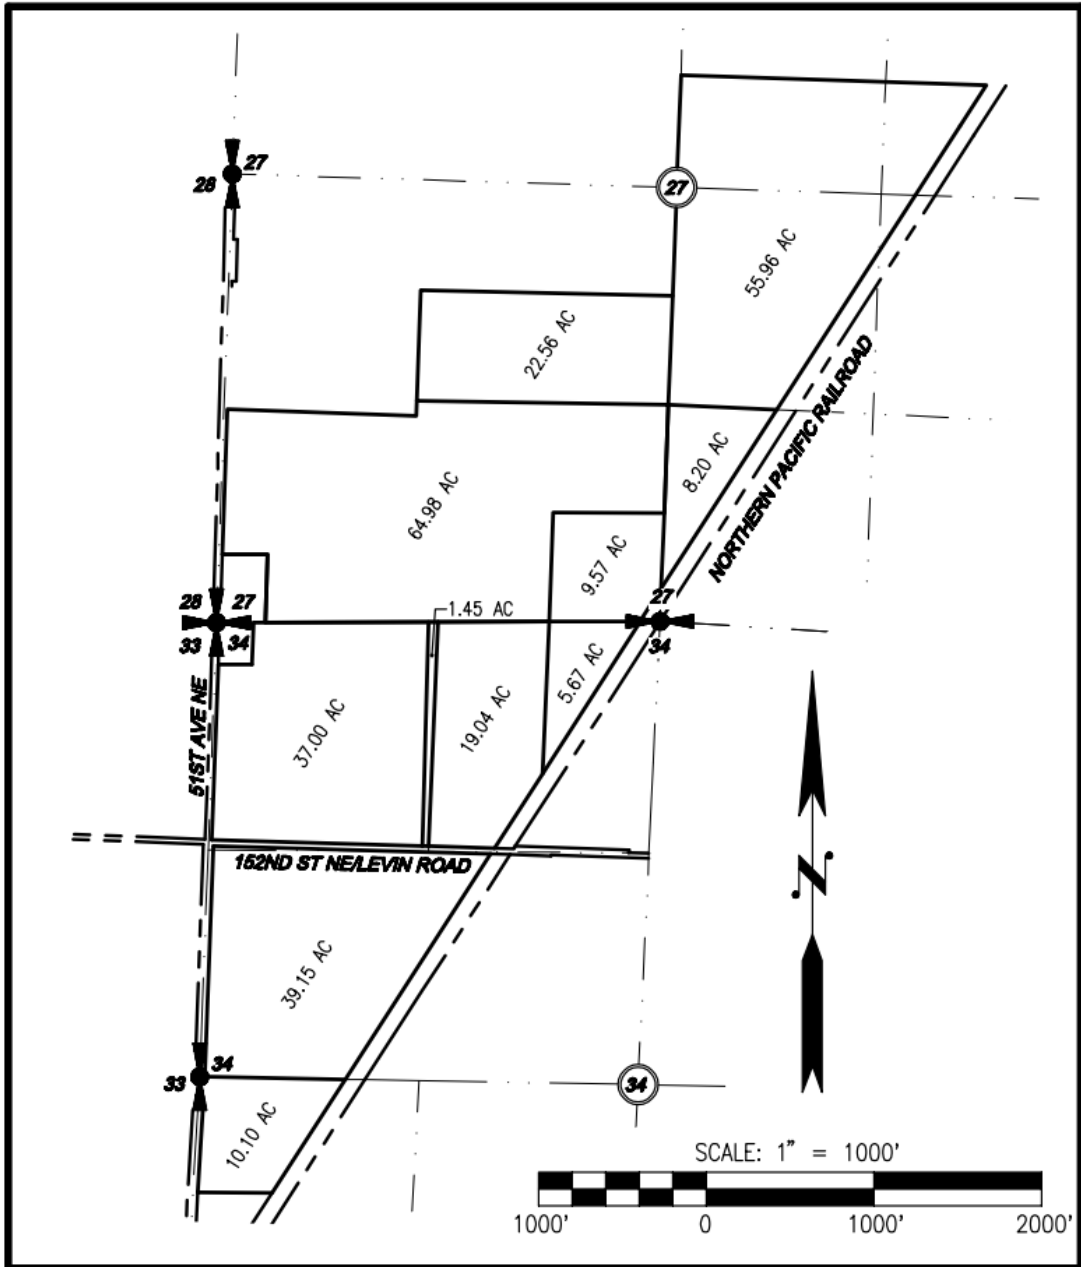 27
28
27
55.96 AC
22.56 AC
NORTHERN PACIFIC RAILROAD
8.20 AC
64.98 AC
9.57 AC
28 27
1.45 AC
27
33 34
34
5.67 AC
51ST AVE NE
37.00 AC
19.04 AC
152ND ST NE/LEVIN ROAD
39.15 AC
34
33
34
10.10 AC
N
SCALE: 1" = 1000'
1000' 0 1000' 2000'